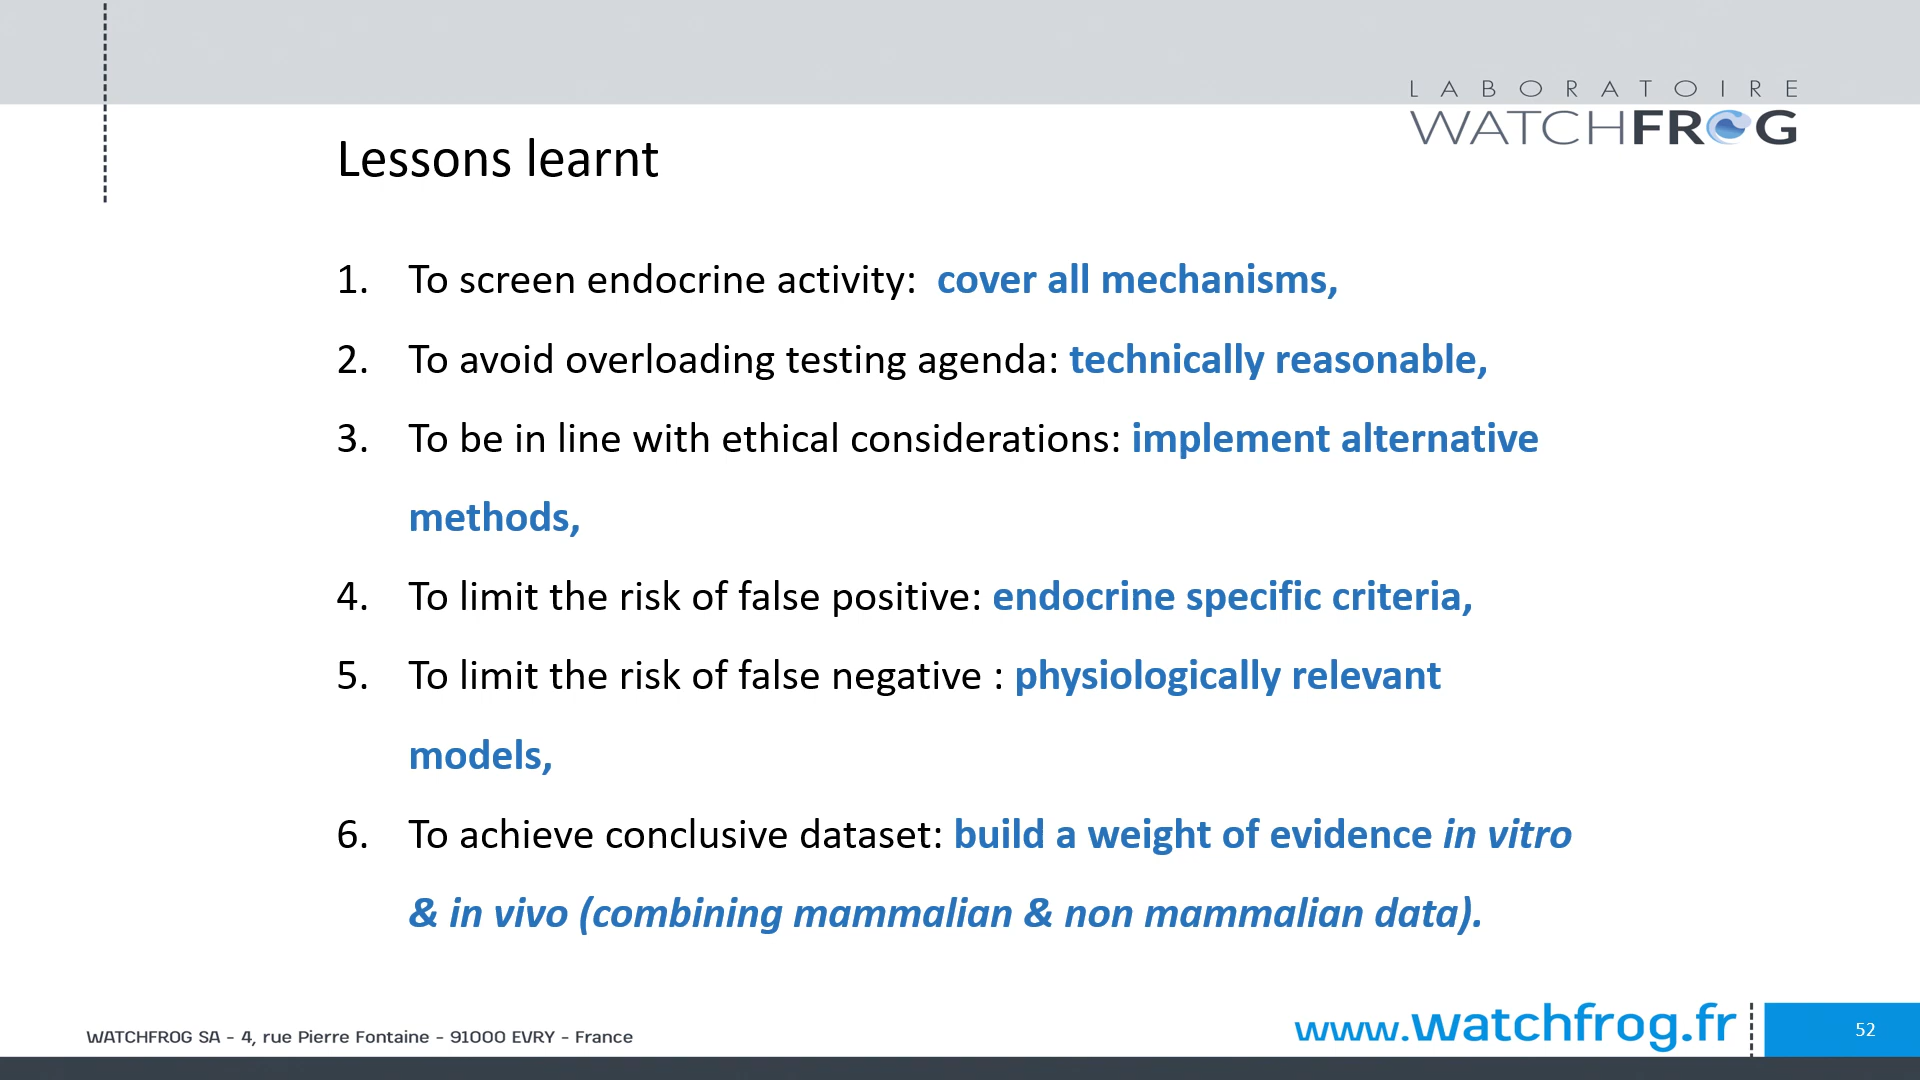 LABORATOIRE
WATCHFROG
Lessons learnt
1. To screen endocrine activity: cover all mechanisms,
2. To avoid overloading testing agenda: technically reasonable,
3. To be in line with ethical considerations: implement alternative
methods,
4. To limit the risk of false positive: endocrine specific criteria,
5. To limit the risk of false negative : physiologically relevant
models,
6. To achieve conclusive dataset: build a weight of evidence in vitro
& in vivo (combining mammalian & non mammalian data).
WATCHFROG SA - 4, rue Pierre Fontaine - 91000 EVRY - France
www.watchfrog.fr
52